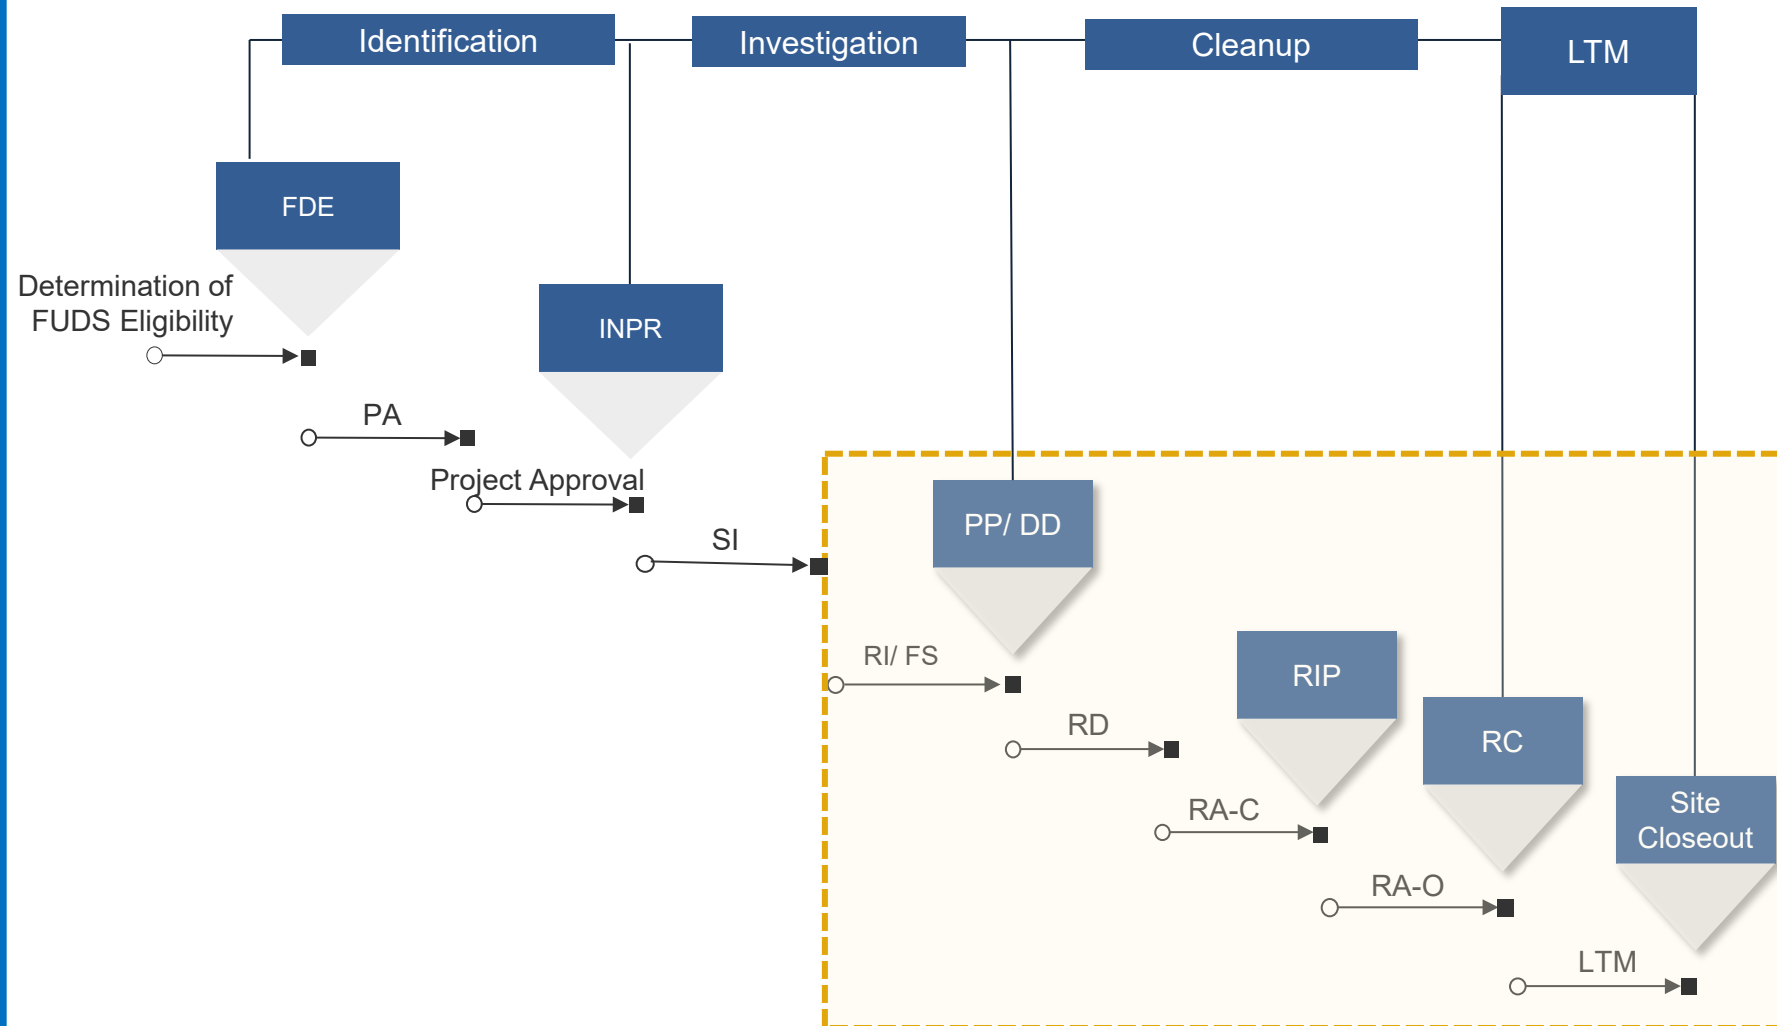 Identification
Investigation
Cleanup
LTM
FDE
Determination of
FUDS Eligibility
INPR
PA
Project Approval
SI
PP/ DD
RI/ FS
RIP
RD
RC
RA-C
Site
Closeout
RA-O
LTM